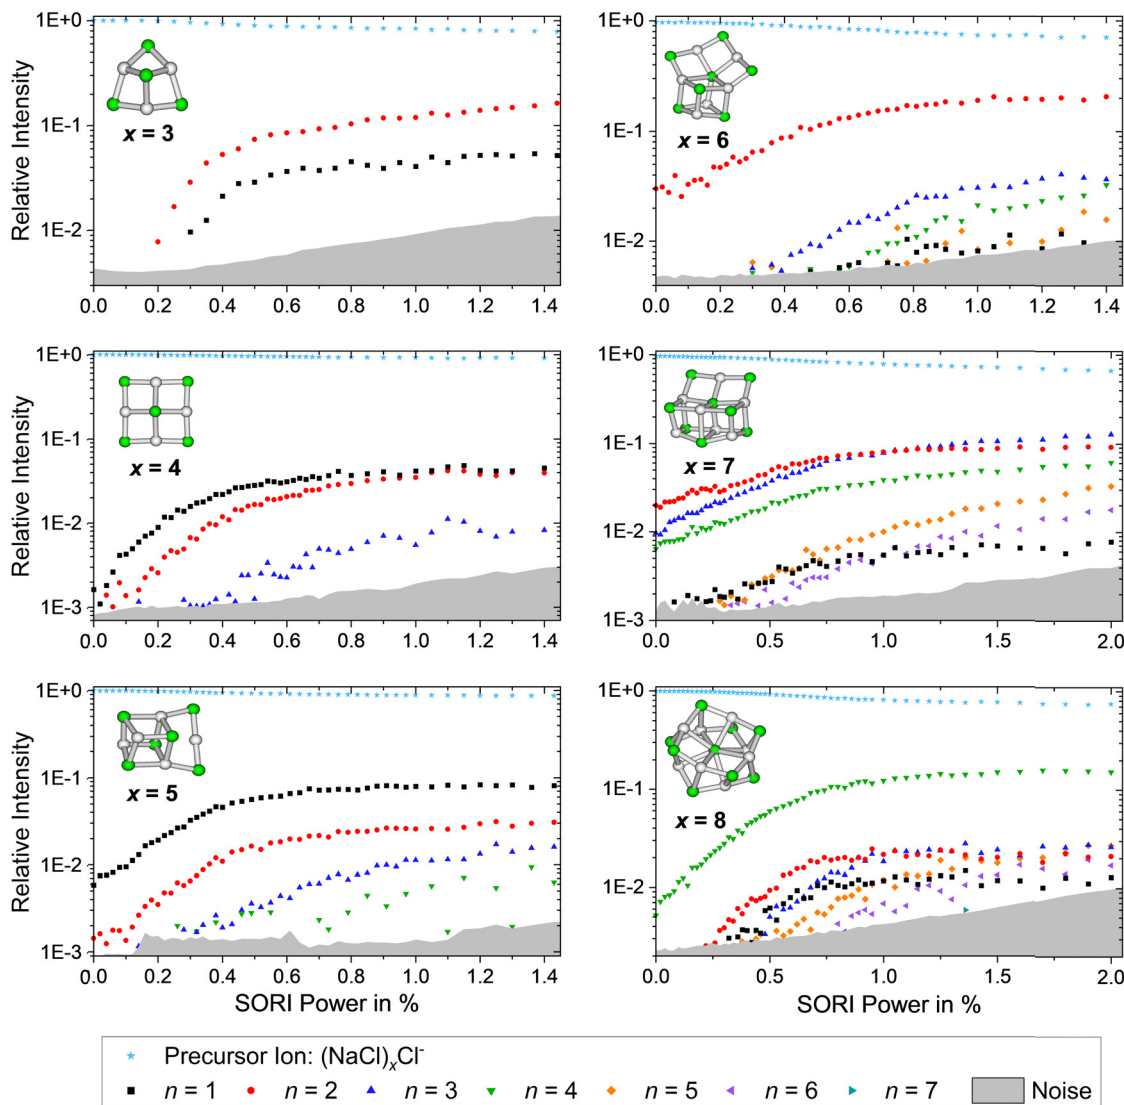 1E+0
1E-1
1E-2
Relative Intensity
x = 3
0.0 0.2 0.4 0.6 0.8 1.0 1.2 1.4
1E+0
1E-1
1E-2
x = 6
0.0 0.2 0.4 0.6 0.8 1.0 1.2 1.4
1E+0
1E-1
1E-2
1E-3
Relative Intensity
x = 4
0.0 0.2 0.4 0.6 0.8 1.0 1.2 1.4
1E+0
1E-1
1E-2
1E-3
x = 7
0.0 0.5 1.0 1.5 2.0
1E+0
1E-1
1E-2
1E-3
Relative Intensity
x = 5
0.0 0.2 0.4 0.6 0.8 1.0 1.2 1.4
SORI Power in %
1E+0
1E-1
1E-2
x = 8
0.0 0.5 1.0 1.5 2.0
SORI Power in %
Precursor Ion: (NaCl)xCl-
n = 1 n = 2 n = 3 n = 4 n = 5 n = 6 n = 7 Noise